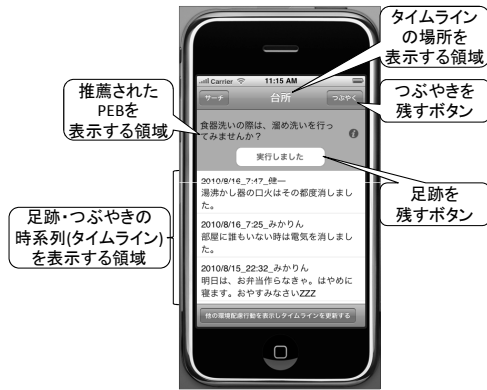 タイムライン
の場所を
表示する領域
Carrier 11:15 AM
サーチ 台所 つぶやく
つぶやきを
残すボタン
推薦された
PEBを
表示する領域
食器洗いの際は、溜め洗いを行っ
てみませんか？
実行しました
足跡を
残すボタン
2010/8/16_7:47_健一
湯沸かし器の口火はその都度消しまし
た。
足跡・つぶやきの
時系列(タイムライン)
を表示する領域
2010/8/16_7:25_みかりん
部屋に誰もいない時は電気を消しまし
た。
2010/8/15_22:32_みかりん
明日は、お弁当作らなきゃ。はやめに
寝ます。おやすみなさいZZZ
他の環境配慮行動を表示しタイムラインを更新する